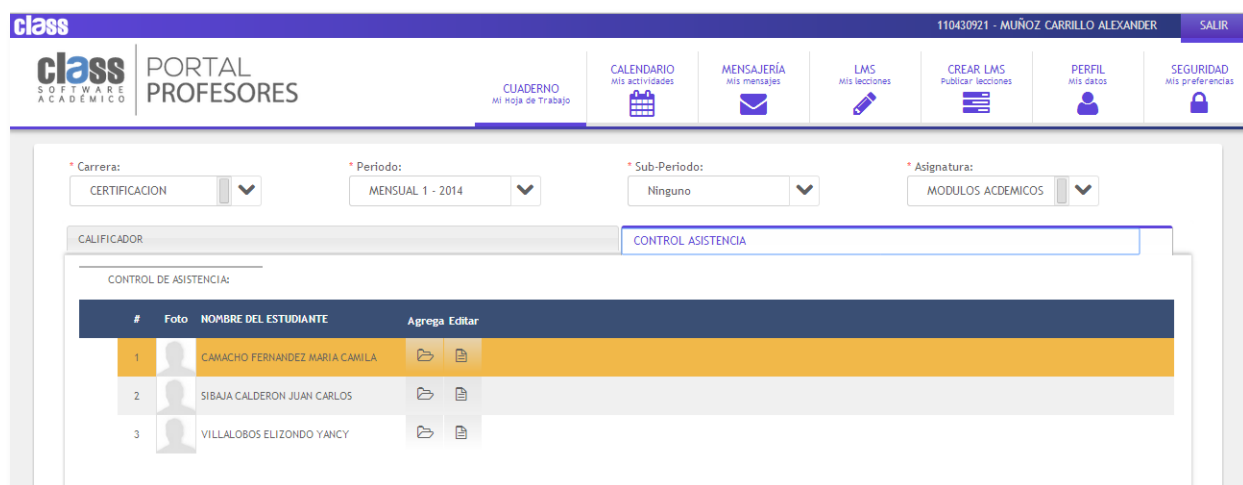 class
110430921 - MUÑOZ CARRILLO ALEXANDER
SALIR
class
SOFTWARE
ACADÉMICO
PORTAL
PROFESORES
CUADERNO
Mi Hoja de Trabajo
CALENDARIO
Mis actividades
MENSAJERÍA
Mis mensajes
LMS
Mis lecciones
CREAR LMS
Publicar lecciones
PERFIL
Mis datos
SEGURIDAD
Mis preferencias
* Carrera:
CERTIFICACION
* Periodo:
MENSUAL 1 - 2014
* Sub-Periodo:
Ninguno
* Asignatura:
MODULOS ACDEMICOS
CALIFICADOR
CONTROL ASISTENCIA
CONTROL DE ASISTENCIA:
# Foto NOMBRE DEL ESTUDIANTE Agrega Editar
1 CAMACHO FERNANDEZ MARIA CAMILA
2 SIBAJA CALDERON JUAN CARLOS
3 VILLALOBOS ELIZONDO YANCY